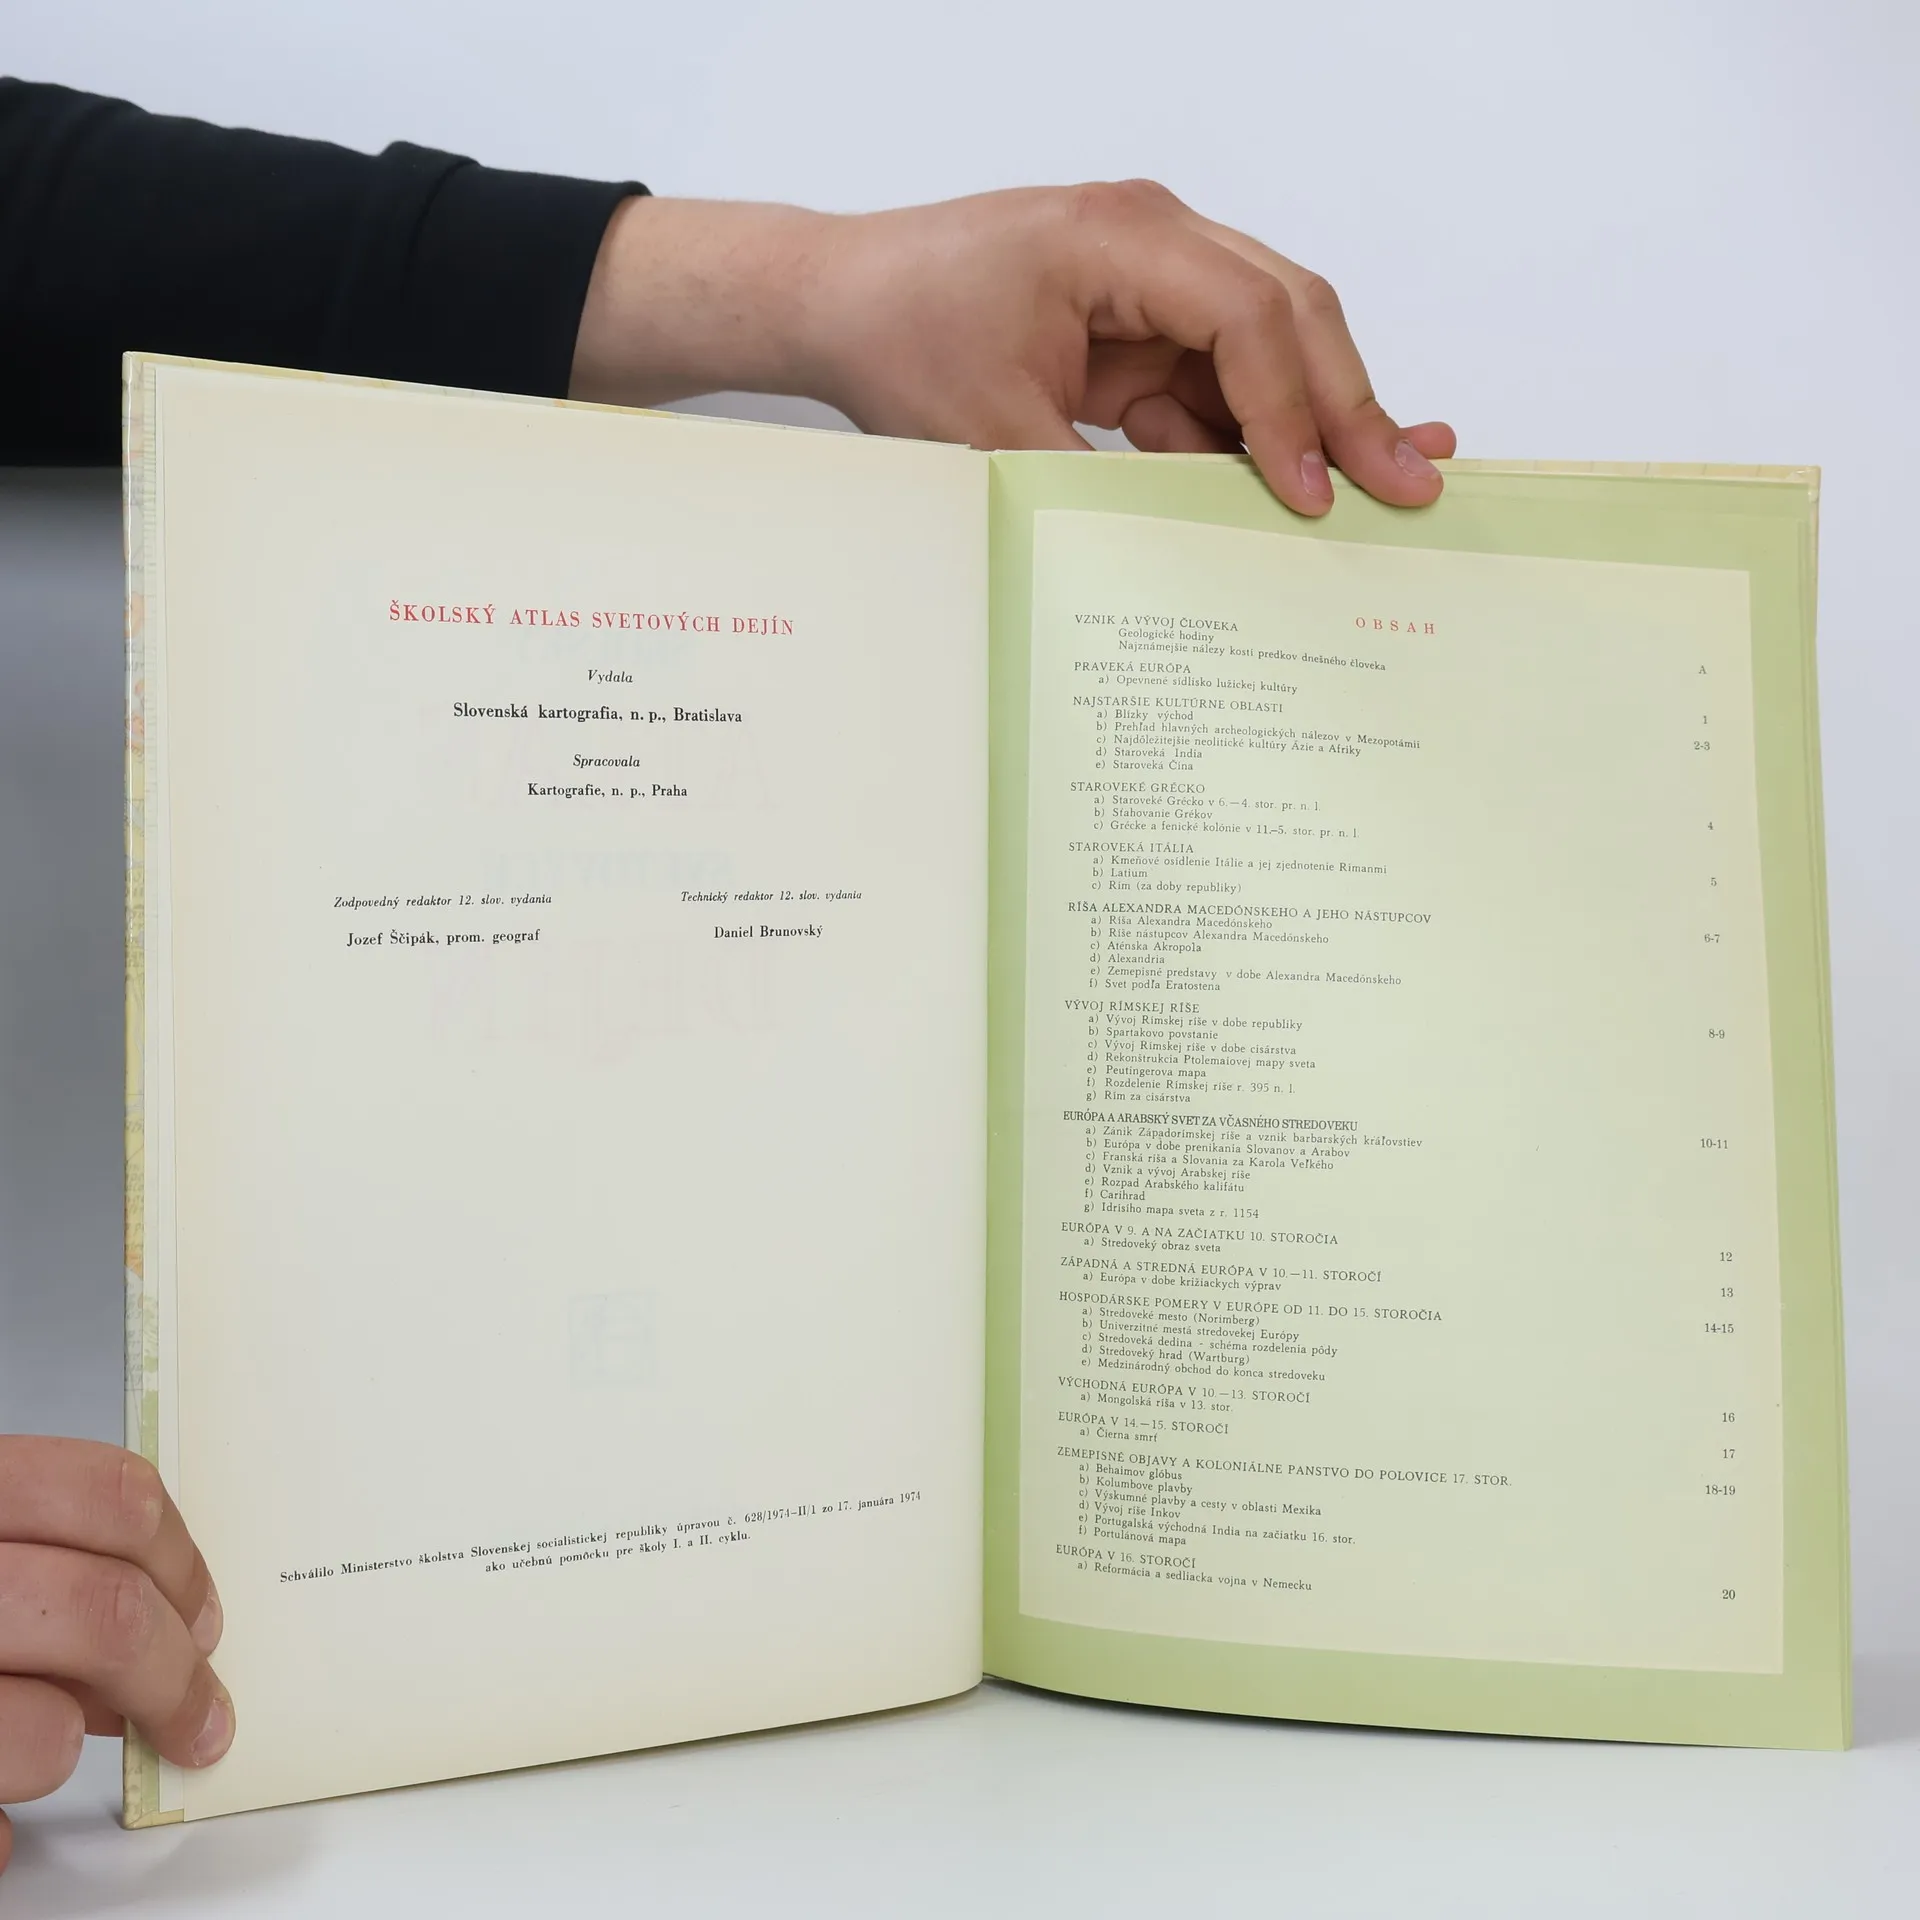 ŠKOLSKÝ ATLAS SVETOVÝCH DEJÍN
Vydala
Slovenská kartografia, n. p., Bratislava
Spracovala
Kartografie, n. p., Praha
Zodpovedný redaktor 12. slov. vydania
Jozef Ščipák, prom. geograf
Technický redaktor 12. slov. vydania
Daniel Brunovský
Schválilo Ministerstvo školstva Slovenskej socialistickej republiky úpravou č. 628/1974-II/1 zo 17. januára 1974
ako učebnú pomôcku pre školy I. a II. cyklu.
OBSAH
VZNIK A VÝVOJ ČLOVEKA A
Geologické hodiny
Najznámejšie nálezy kostí predkov dnešného človeka
PRAVEKÁ EURÓPA 1
a) Opevnené sídlisko lužickej kultúry
NAJSTARŠIE KULTÚRNE OBLASTI 2-3
a) Blízky východ
b) Prehľad hlavných archeologických nálezov v Mezopotámii
c) Najdôležitejšie neolitické kultúry Ázie a Afriky
d) Staroveká India
e) Staroveká Čína
STAROVEKÉ GRÉCKO 4
a) Staroveké Grécko v 6.—4. stor. pr. n. l.
b) Sťahovanie Grékov
c) Grécke a fenické kolónie v 11.—5. stor. pr. n. l.
STAROVEKÁ ITÁLIA 5
a) Kmeňové osídlenie Itálie a jej zjednotenie Rimanmi
b) Latium
c) Rím (za doby republiky)
RÍŠA ALEXANDRA MACEDÓNSKEHO A JEHO NÁSTUPCOV 6-7
a) Ríša Alexandra Macedónskeho
b) Ríše nástupcov Alexandra Macedónskeho
c) Aténska Akropola
d) Alexandria
e) Zemepisné predstavy v dobe Alexandra Macedónskeho
f) Svet podľa Eratostena
VÝVOJ RÍMSKEJ RÍŠE 8-9
a) Vývoj Rímskej ríše v dobe republiky
b) Spartakovo povstanie
c) Vývoj Rímskej ríše v dobe cisárstva
d) Rekonštrukcia Ptolemaiovej mapy sveta
e) Peutingerova mapa
f) Rozdelenie Rímskej ríše r. 395 n. l.
g) Rím za cisárstva
EURÓPA A ARABSKÝ SVET ZA VČASNÉHO STREDOVEKU 10-11
a) Zánik Západorímskej ríše a vznik barbarských kráľovstiev
b) Európa v dobe prenikania Slovanov a Arabov
c) Franská ríša a Slovania za Karola Veľkého
d) Vznik a vývoj Arabskej ríše
e) Rozpad Arabského kalifátu
f) Carihrad
g) Idrísího mapa sveta z r. 1154
EURÓPA V 9. A NA ZAČIATKU 10. STOROČIA 12
a) Stredoveký obraz sveta
ZÁPADNÁ A STREDNÁ EURÓPA V 10.—11. STOROČÍ 13
a) Európa v dobe križiackych výprav
HOSPODÁRSKE POMERY V EURÓPE OD 11. DO 15. STOROČIA 14-15
a) Stredoveké mesto (Norimberg)
b) Univerzitné mestá stredovekej Európy
c) Stredoveká dedina - schéma rozdelenia pôdy
d) Stredoveký hrad (Wartburg)
e) Medzinárodný obchod do konca stredoveku
VÝCHODNÁ EURÓPA V 10.—13. STOROČÍ 16
a) Mongolská ríša v 13. stor.
EURÓPA V 14.—15. STOROČÍ 17
a) Čierna smrť
ZEMEPISNÉ OBJAVY A KOLONIÁLNE PANSTVO DO POLOVICE 17. STOR. 18-19
a) Behaimov glóbus
b) Kolumbove plavby
c) Výskumné plavby a cesty v oblasti Mexika
d) Vývoj ríše Inkov
e) Portugalská východná India na začiatku 16. stor.
f) Portulánová mapa
EURÓPA V 16. STOROČÍ 20
a) Reformácia a sedliacka vojna v Nemecku